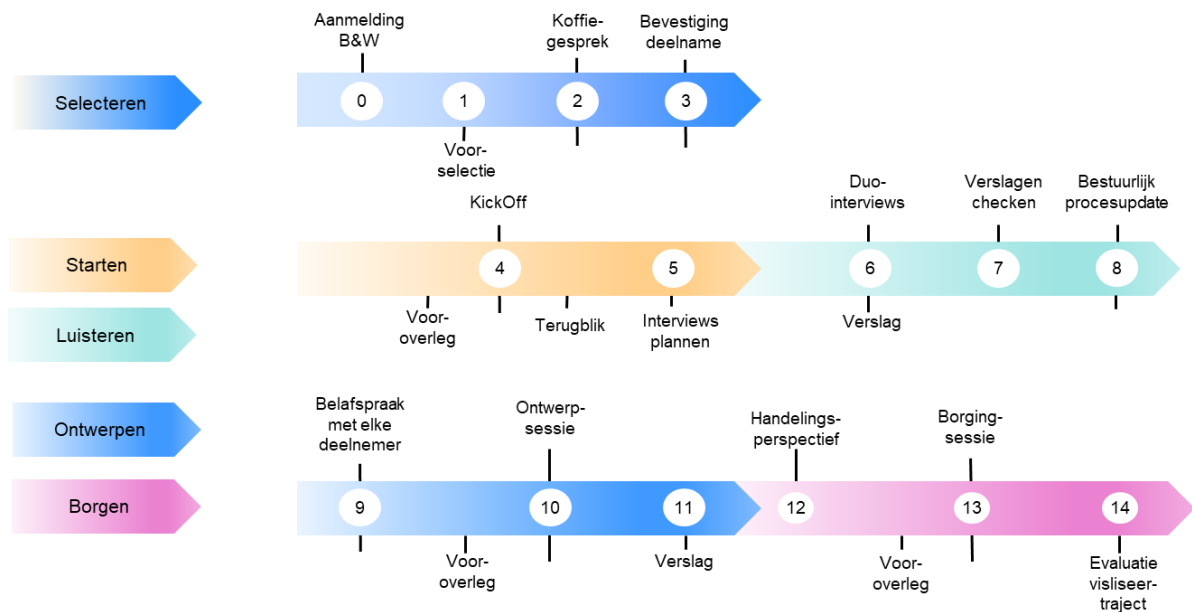 Aanmelding
B&W
Koffie-
gesprek
Bevestiging
deelname
Selecteren
0
1
2
3
Voor-
selectie
KickOff
Duo-
interviews
Verslagen
checken
Bestuurlijk
procesupdate
Starten
4
5
6
7
8
Voor-
overleg
Terugblik
Interviews
plannen
Verslag
Luisteren
Belafspraak
met elke
deelnemer
Ontwerp-
sessie
Handelings-
perspectief
Borging-
sessie
Ontwerpen
Borgen
9
10
11
12
13
14
Voor-
overleg
Verslag
Voor-
overleg
Evaluatie
visliseer-
traject